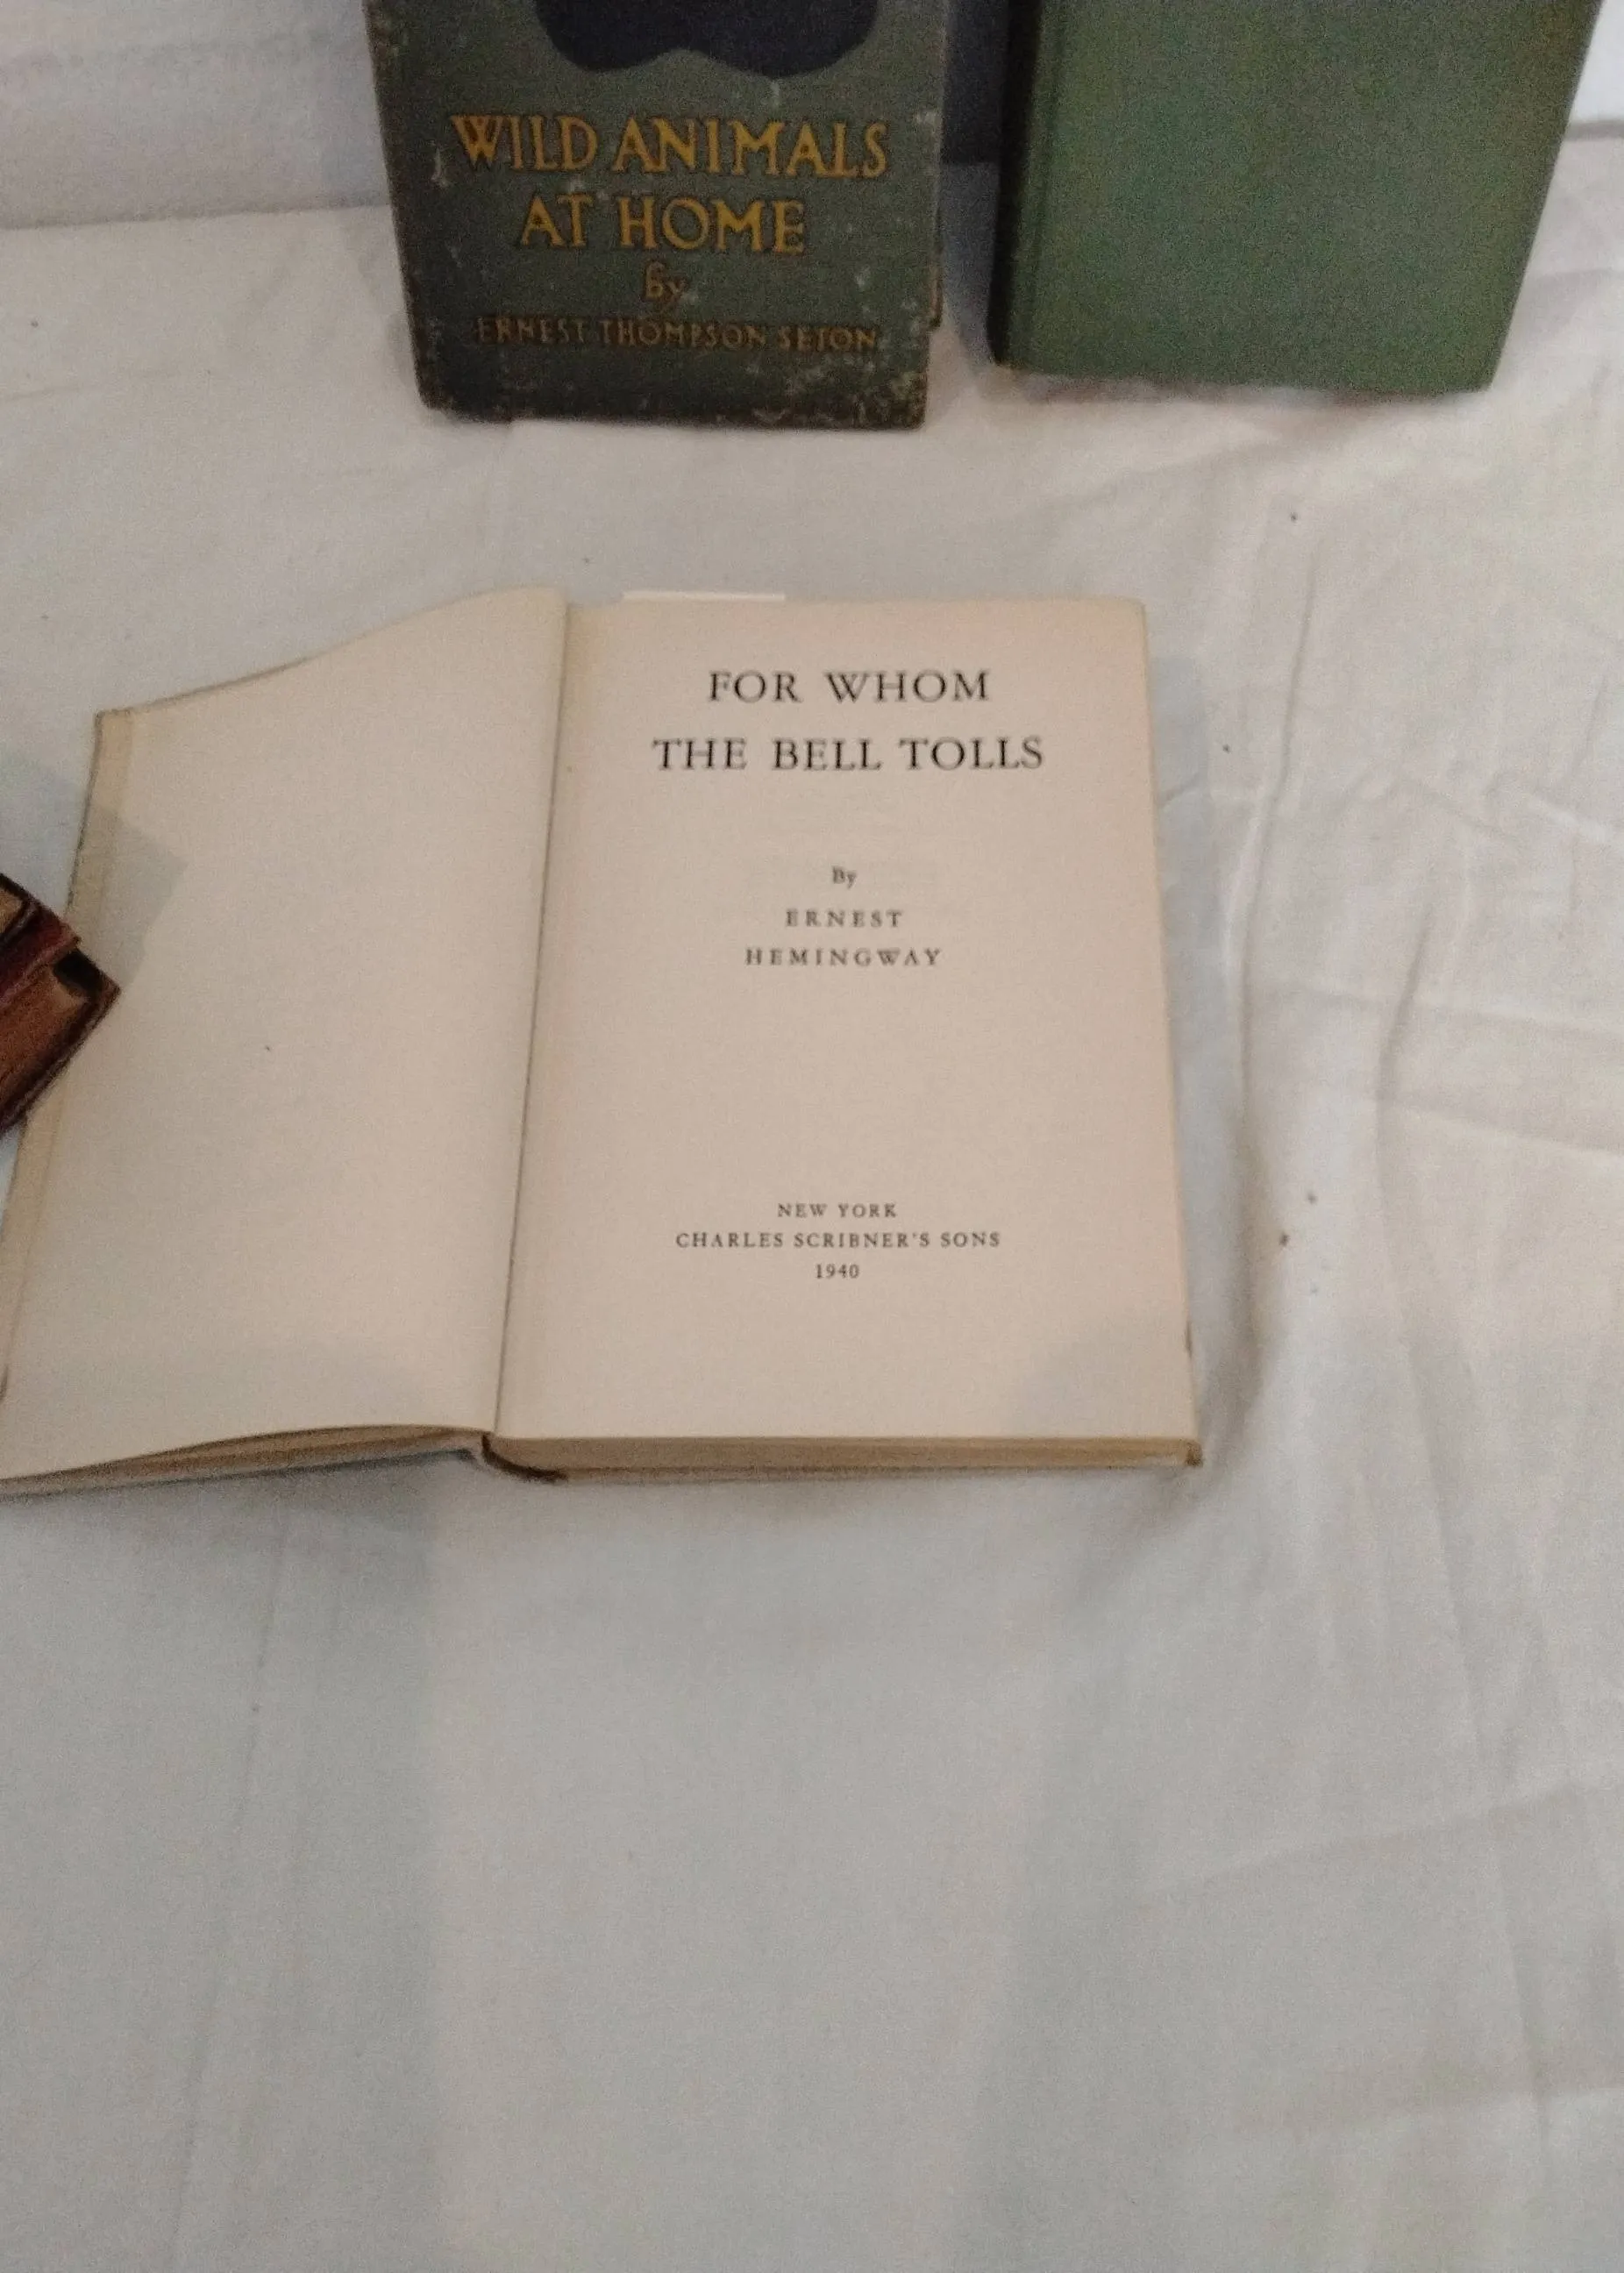 WILD ANIMALS
AT HOME
by
ERNEST THOMPSON SETON
FOR WHOM
THE BELL TOLLS
By
ERNEST
HEMINGWAY
NEW YORK
CHARLES SCRIBNER'S SONS
1940